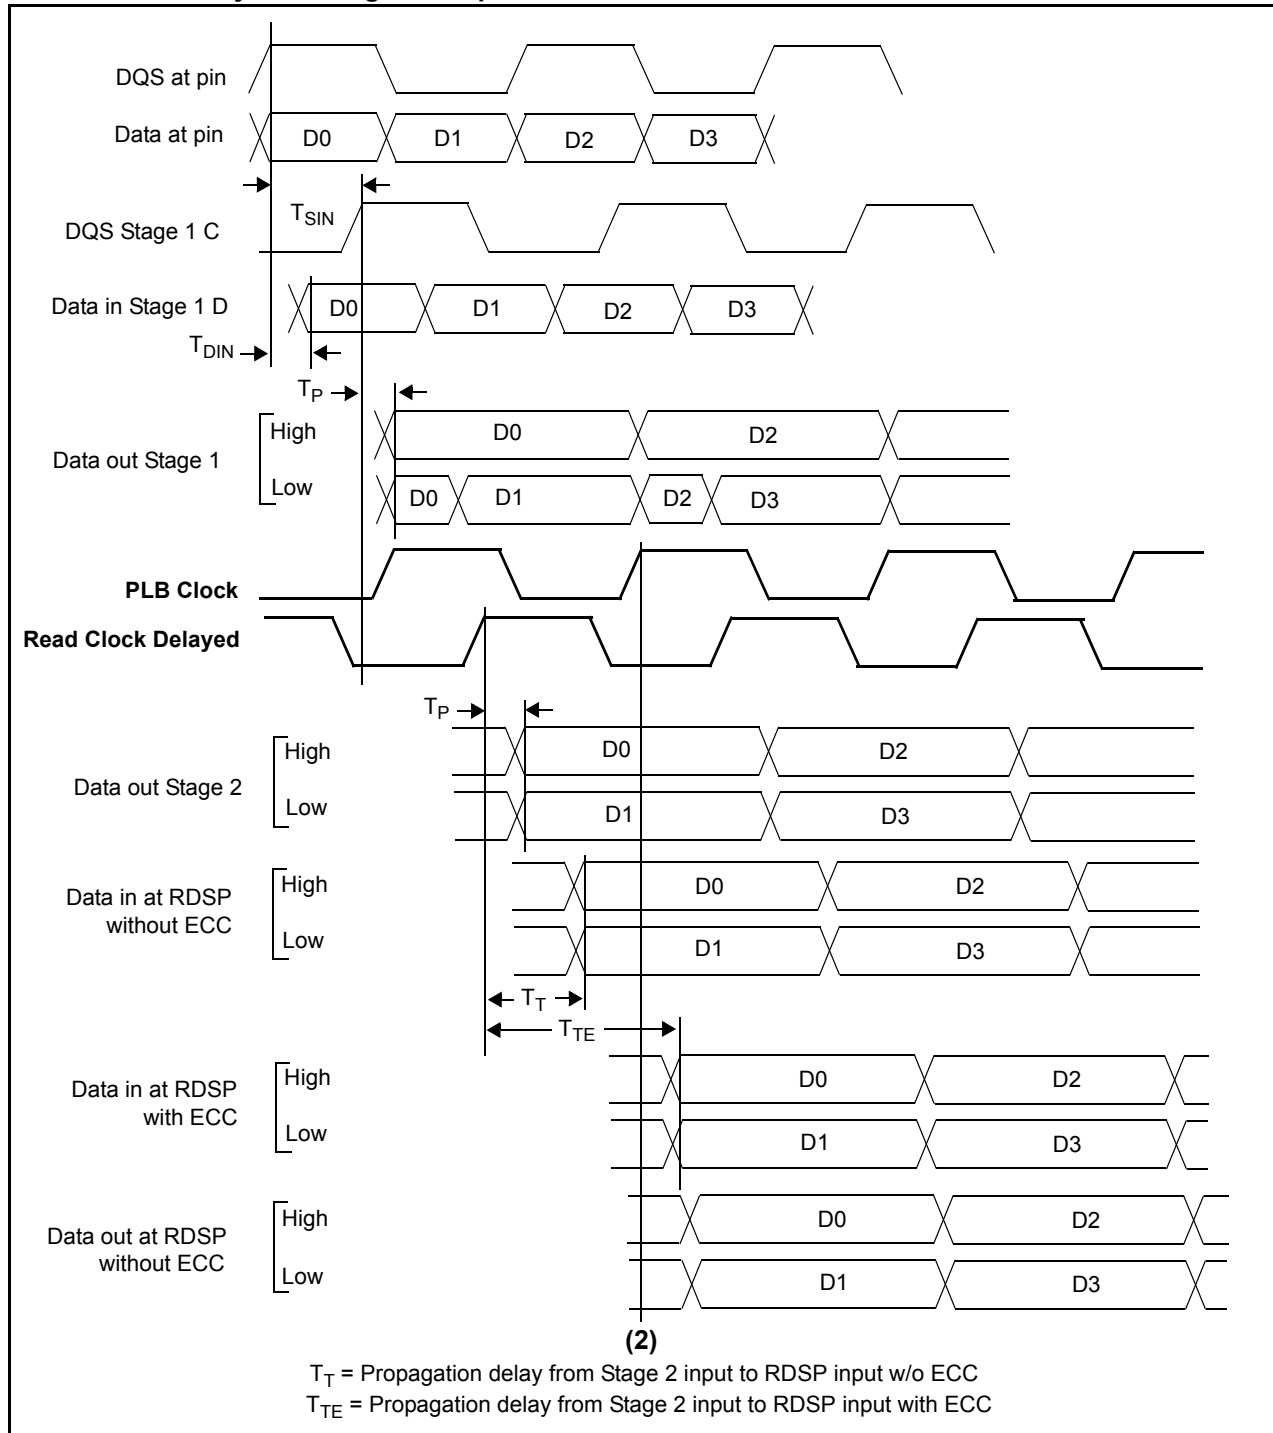 DQS at pin
Data at pin
D0 D1 D2 D3
TSIN
DQS Stage 1 C
Data in Stage 1 D
D0 D1 D2 D3
TDIN
TP
Data out Stage 1
High
D0 D2
Low
D0 D1 D2 D3
PLB Clock
Read Clock Delayed
TP
Data out Stage 2
High
D0 D2
Low
D1 D3
Data in at RDSP
without ECC
High
D0 D2
Low
D1 D3
TT
TTE
Data in at RDSP
with ECC
High
D0 D2
Low
D1 D3
Data out at RDSP
without ECC
High
D0 D2
Low
D1 D3
(2)
TT = Propagation delay from Stage 2 input to RDSP input w/o ECC
TTE = Propagation delay from Stage 2 input to RDSP input with ECC